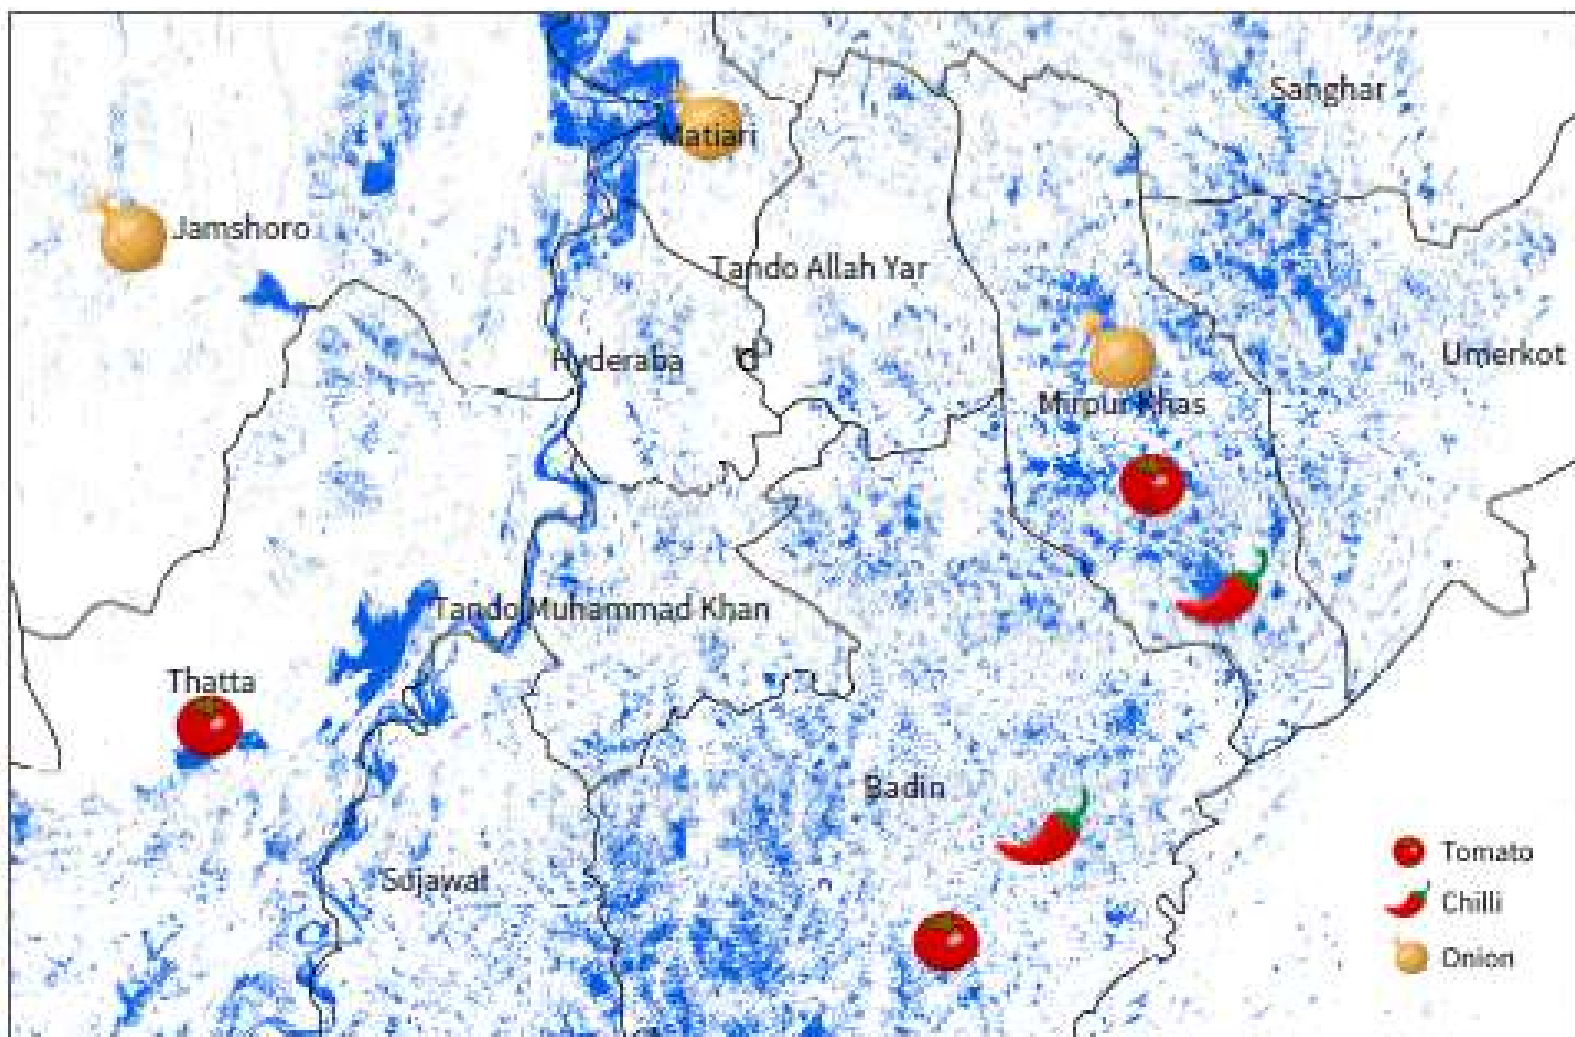 Sanghar
Matiari
Jamshoro
Tando Allah Yar
Hyderaba
d
Umerkot
Mirpur Khas
Tando Muhammad Khan
Thatta
Badin
Sujawal
Tomato
Chilli
Onion